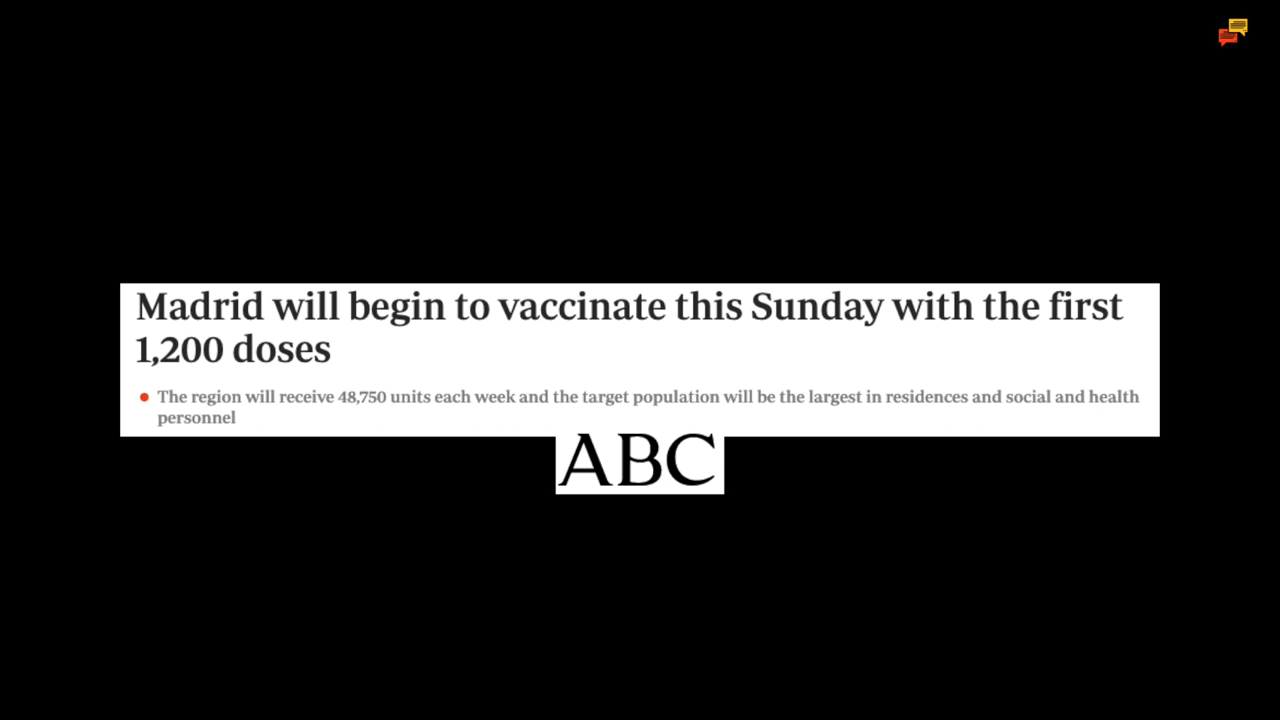 Madrid will begin to vaccinate this Sunday with the first
1,200 doses
The region will receive 48,750 units each week and the target population will be the largest in residences and social and health
personnel
ABC